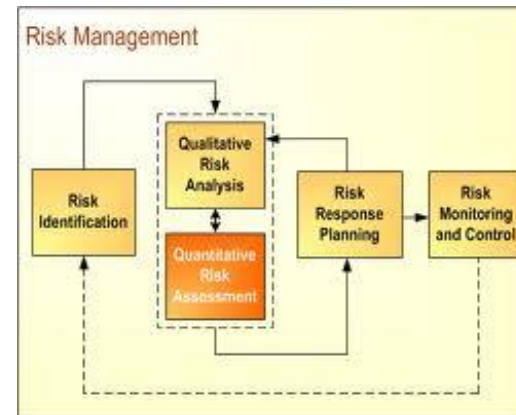 Risk Management
Risk
Identification
Qualitative
Risk
Analysis
Quantitative
Risk
Assessment
Risk
Response
Planning
Risk
Monitoring
and Control